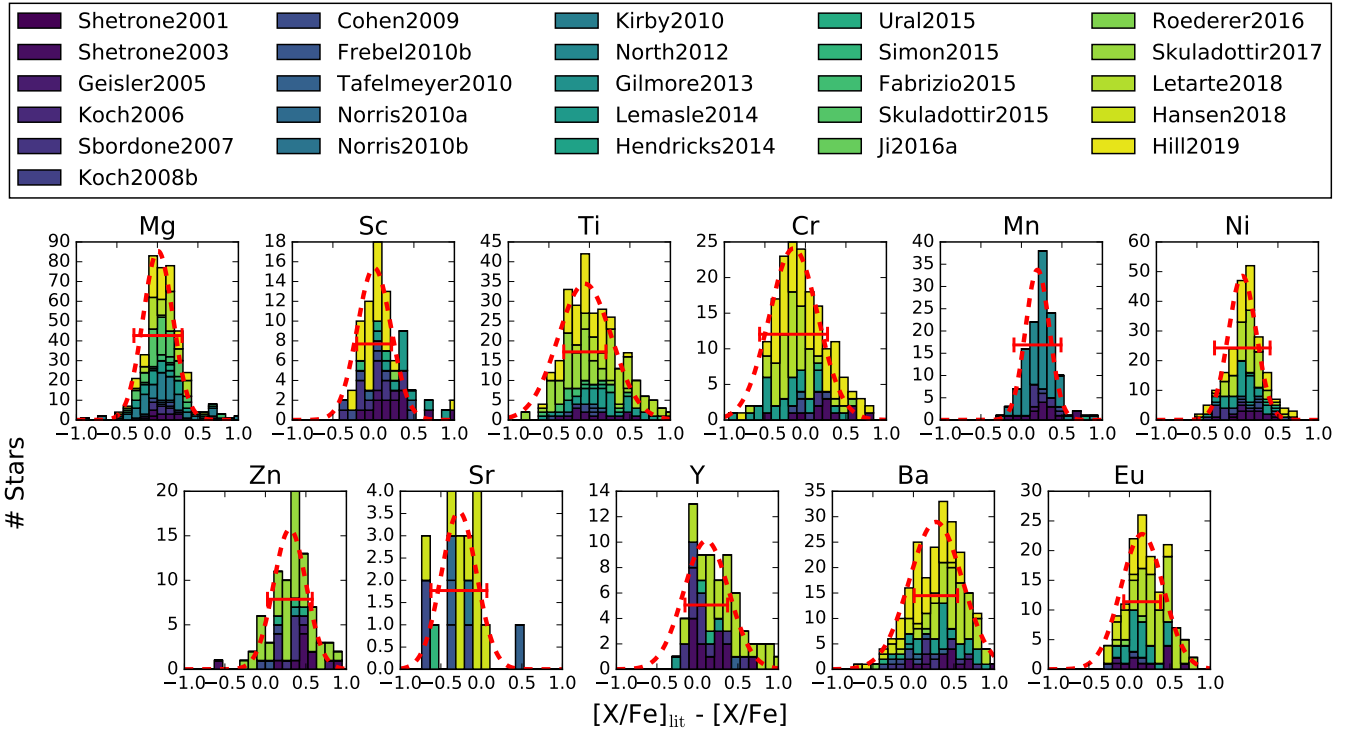 Shetrone2001 Cohen2009 Kirby2010 Ural2015 Roederer2016
Shetrone2003 Frebel2010b North2012 Simon2015 Skuladottir2017
Geisler2005 Tafelmeyer2010 Gilmore2013 Fabrizio2015 Letarte2018
Koch2006 Norris2010a Lemasle2014 Skuladottir2015 Hansen2018
Sbordone2007 Norris2010b Hendricks2014 Ji2016a Hill2019
Koch2008b
Mg Sc Ti Cr Mn Ni
90 18 45 25 40 60
80 16 40 35 50
70 14 35 20 30 40
60 12 30 25
50 10 25 15 20 30
40 8 20 10 15 20
30 6 15 10
20 4 10 5 5 10
10 2 5
0 0 0 0 0 0
−1.0 −0.5 0.0 0.5 1.0 −1.0 −0.5 0.0 0.5 1.0 −1.0 −0.5 0.0 0.5 1.0 −1.0 −0.5 0.0 0.5 1.0 −1.0 −0.5 0.0 0.5 1.0 −1.0 −0.5 0.0 0.5 1.0
# Stars
Zn Sr Y Ba Eu
20 4.0 14 35 30
3.5 12 30 25
15 3.0 10 25 20
2.5 8 20
10 2.0 6 15 15
1.5 10
5 1.0 4 10
0.5 2 5 5
0 0.0 0 0 0
−1.0 −0.5 0.0 0.5 1.0 −1.0 −0.5 0.0 0.5 1.0 −1.0 −0.5 0.0 0.5 1.0 −1.0 −0.5 0.0 0.5 1.0 −1.0 −0.5 0.0 0.5 1.0
[X/Fe]lit - [X/Fe]